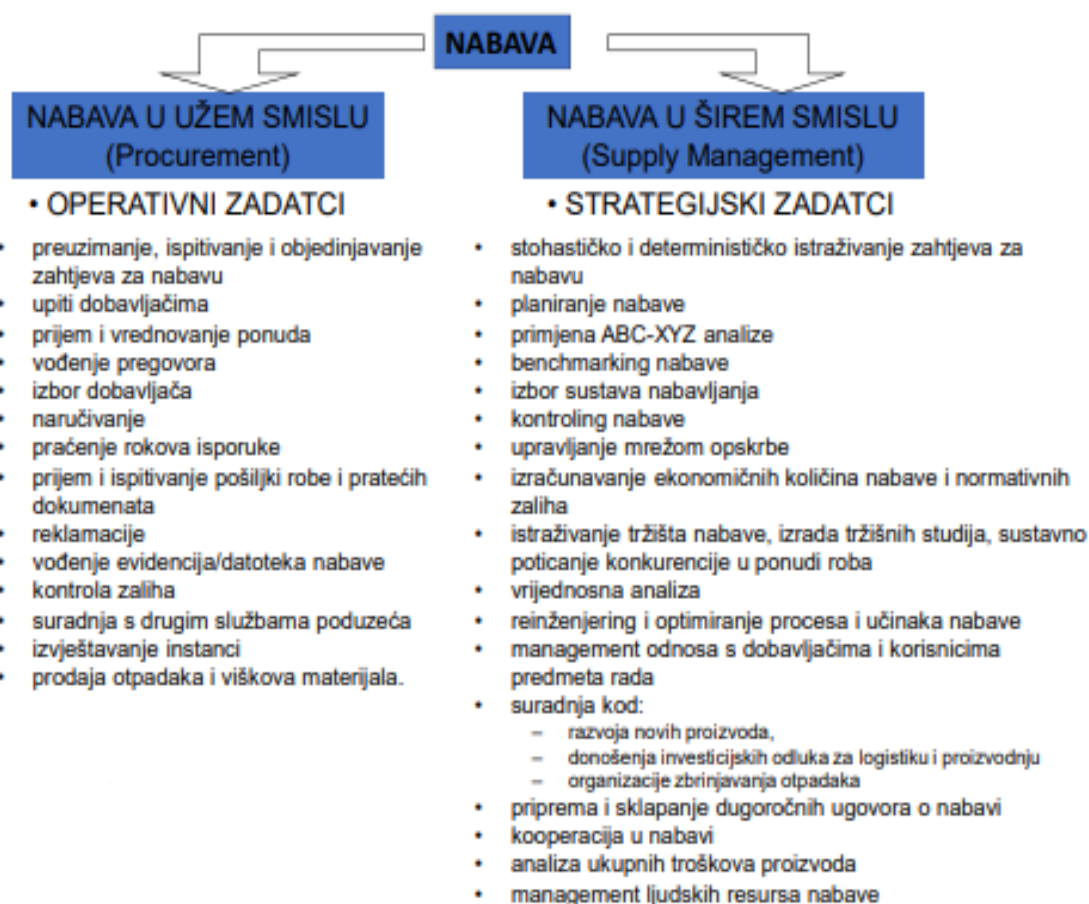 NABAVA
NABAVA U UŽEM SMISLU
(Procurement)
• OPERATIVNI ZADATCI
• preuzimanje, ispitivanje i objedinjavanje
zahtjeva za nabavu
• upiti dobavljačima
• prijem i vrednovanje ponuda
• vođenje pregovora
• izbor dobavljača
• naručivanje
• praćenje rokova isporuke
• prijem i ispitivanje pošiljki robe i pratećih
dokumenata
• reklamacije
• vođenje evidencija/datoteka nabave
• kontrola zaliha
• suradnja s drugim službama poduzeća
• izvještavanje instanci
• prodaja otpadaka i viškova materijala.
NABAVA U ŠIREM SMISLU
(Supply Management)
• STRATEGIJSKI ZADATCI
• stohastičko i determinističko istraživanje zahtjeva za
nabavu
• planiranje nabave
• primjena ABC-XYZ analize
• benchmarking nabave
• izbor sustava nabavljanja
• kontroling nabave
• upravljanje mrežom opskrbe
• izračunavanje ekonomičnih količina nabave i normativnih
zaliha
• istraživanje tržišta nabave, izrada tržišnih studija, sustavno
poticanje konkurencije u ponudi roba
• vrijednosna analiza
• reinženjering i optimiranje procesa i učinaka nabave
• management odnosa s dobavljačima i korisnicima
predmeta rada
• suradnja kod:
– razvoja novih proizvoda,
– donošenja investicijskih odluka za logistiku i proizvodnju
– organizacije zbrinjavanja otpadaka
• priprema i sklapanje dugoročnih ugovora o nabavi
• kooperacija u nabavi
• analiza ukupnih troškova proizvoda
• management ljudskih resursa nabave